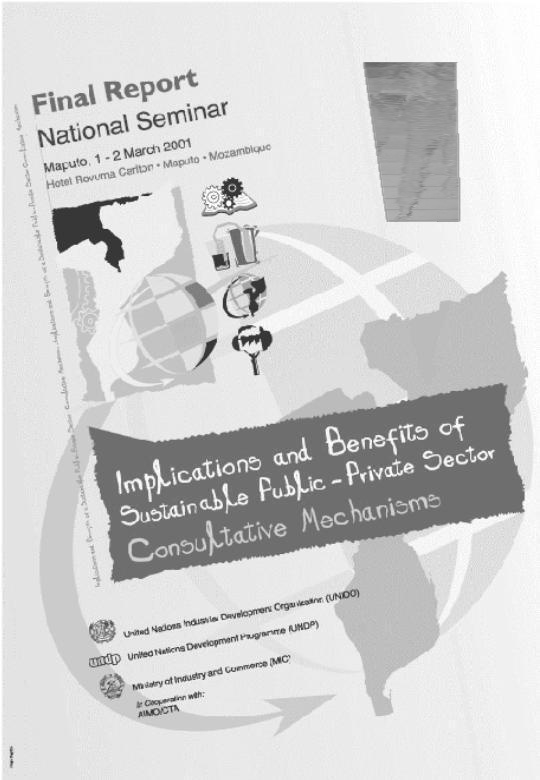 Final Report
National Seminar
Maputo, 1 - 2 March 2001
Hotel Rovuma Carlton • Maputo • Mozambique
Implications and Benefits of
Sustainable Public - Private Sector
Consultative Mechanisms
United Nations Industrial Development Organization (UNIDO)
undp United Nations Development Programme (UNDP)
Ministry of Industry and Commerce (MIC)
in Cooperation with:
AIMO/CTA